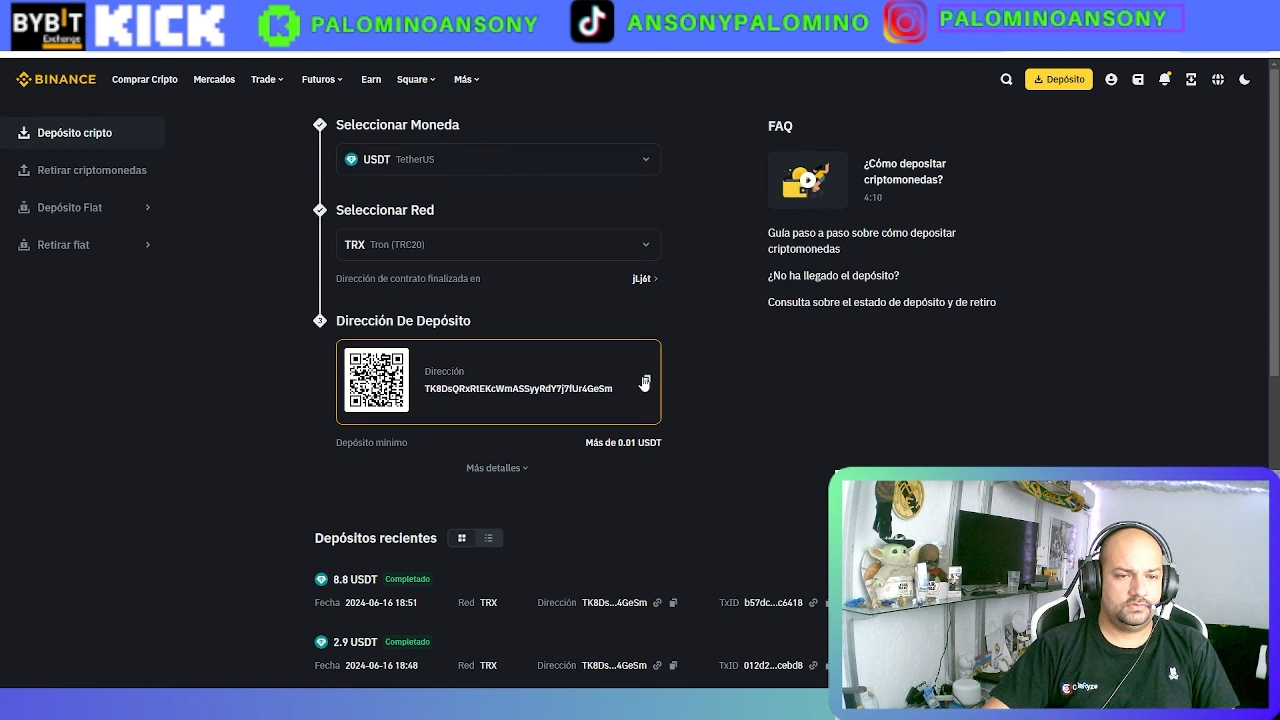 BYBIT
Exchange
KICK
PALOMINOANSONY
ANSONYPALOMINO
PALOMINOANSONY
BINANCE
Comprar Cripto
Mercados
Trade
Futuros
Earn
Square
Más
Depósito
Depósito cripto
Retirar criptomonedas
Depósito Fiat
Retirar fiat
Seleccionar Moneda
USDT TetherUS
Seleccionar Red
TRX Tron (TRC20)
Dirección de contrato finalizada en
jLj6t
3
Dirección De Depósito
Dirección
TK8DsQRxRtEKcWmASSyyRdY7j7fUr4GeSm
Depósito mínimo
Más de 0.01 USDT
Más detalles
FAQ
¿Cómo depositar
criptomonedas?
4:10
Guía paso a paso sobre cómo depositar
criptomonedas
¿No ha llegado el depósito?
Consulta sobre el estado de depósito y de retiro
Depósitos recientes
8.8 USDT Completado
Fecha 2024-06-16 18:51 Red TRX Dirección TK8Ds...4GeSm TxID b57dc...c6418
2.9 USDT Completado
Fecha 2024-06-16 18:48 Red TRX Dirección TK8Ds...4GeSm TxID 012d2...cebd8